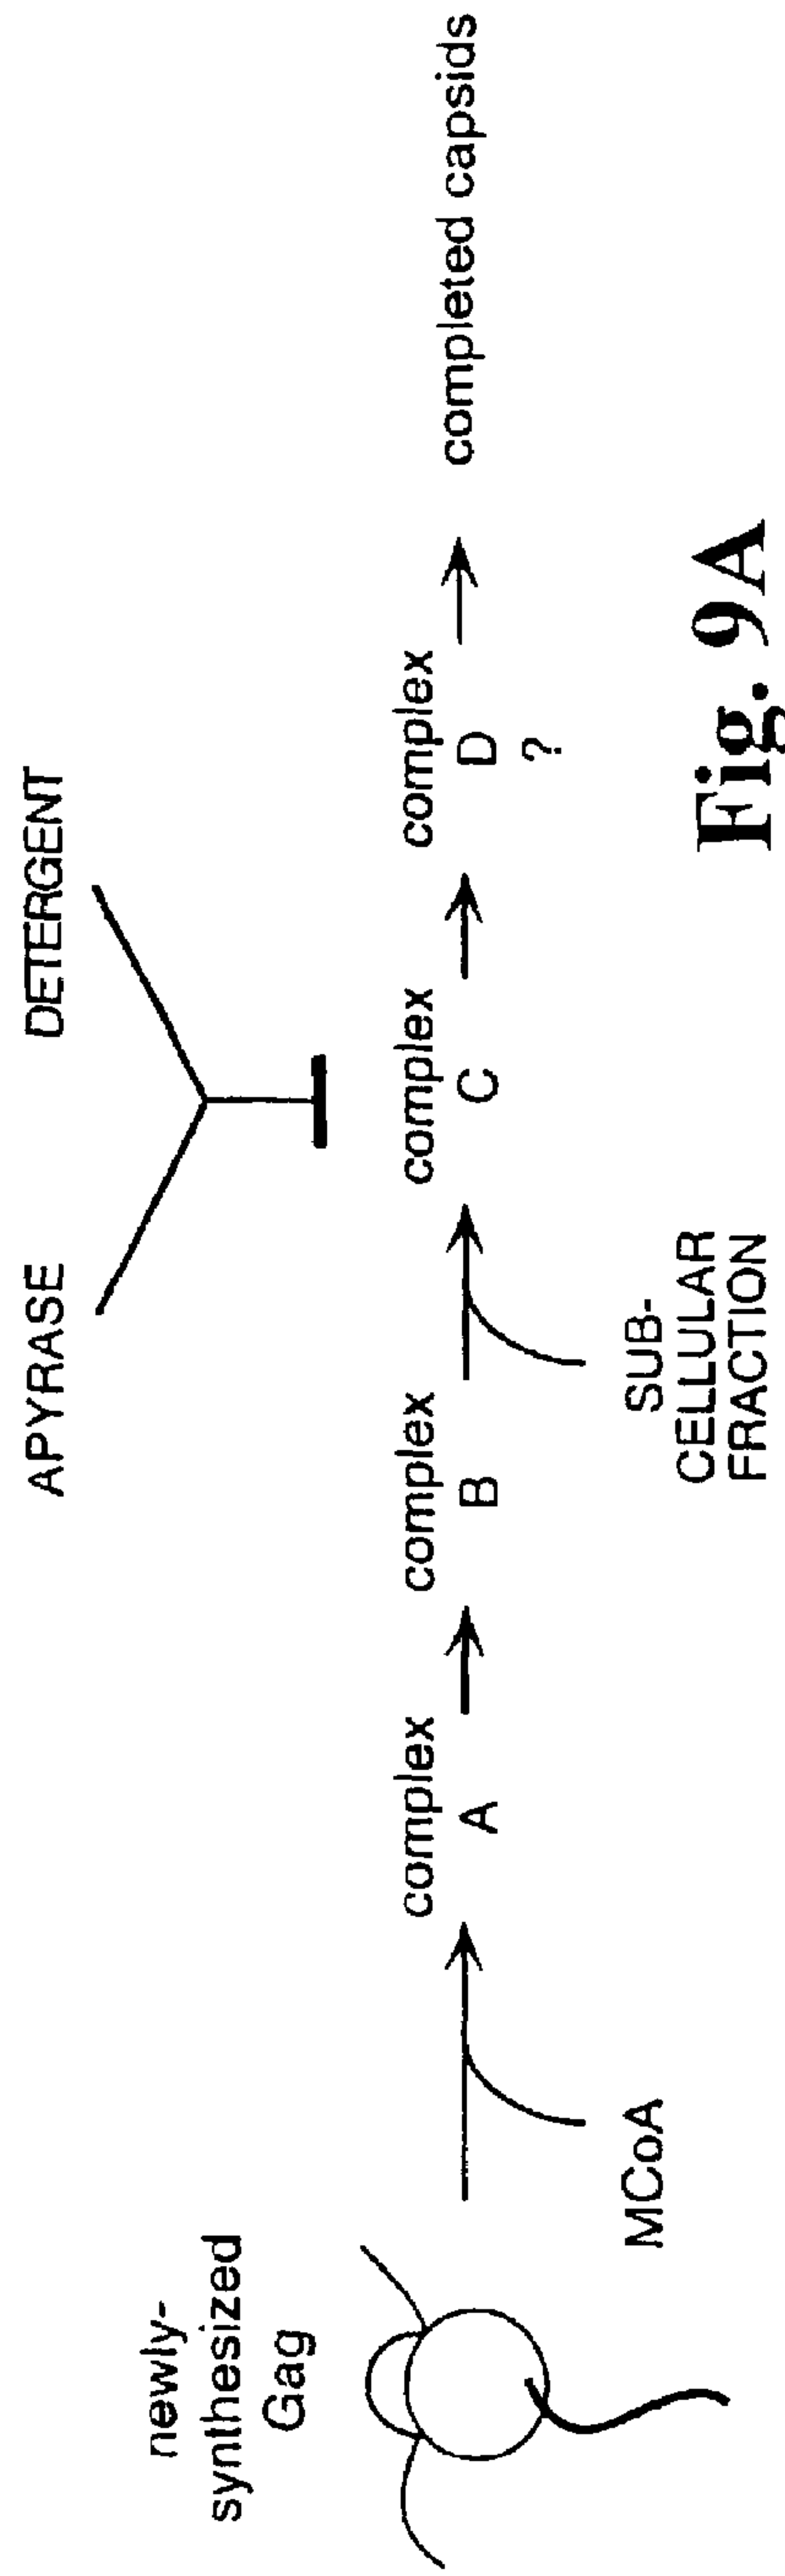 newly-
synthesized
Gag
MCoA
complex
A
complex
B
SUB-
CELLULAR
FRACTION
APYRASE
DETERGENT
complex
C
complex
D
?
completed capsids
Fig. 9A